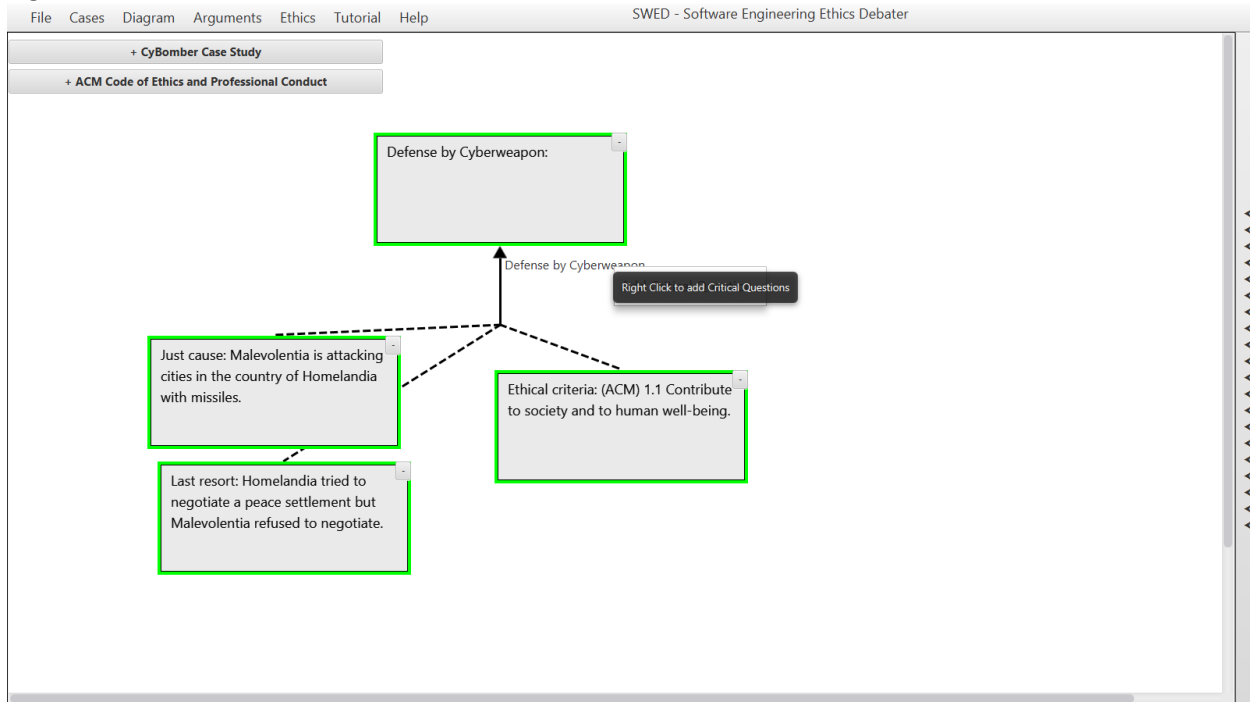 File Cases Diagram Arguments Ethics Tutorial Help
SWED - Software Engineering Ethics Debater
+ CyBomber Case Study
+ ACM Code of Ethics and Professional Conduct
-
Defense by Cyberweapon:
Defense by Cyberweapon
Right Click to add Critical Questions
-
Just cause: Malevolentia is attacking
cities in the country of Homelandia
with missiles.
-
Ethical criteria: (ACM) 1.1 Contribute
to society and to human well-being.
-
Last resort: Homelandia tried to
negotiate a peace settlement but
Malevolentia refused to negotiate.